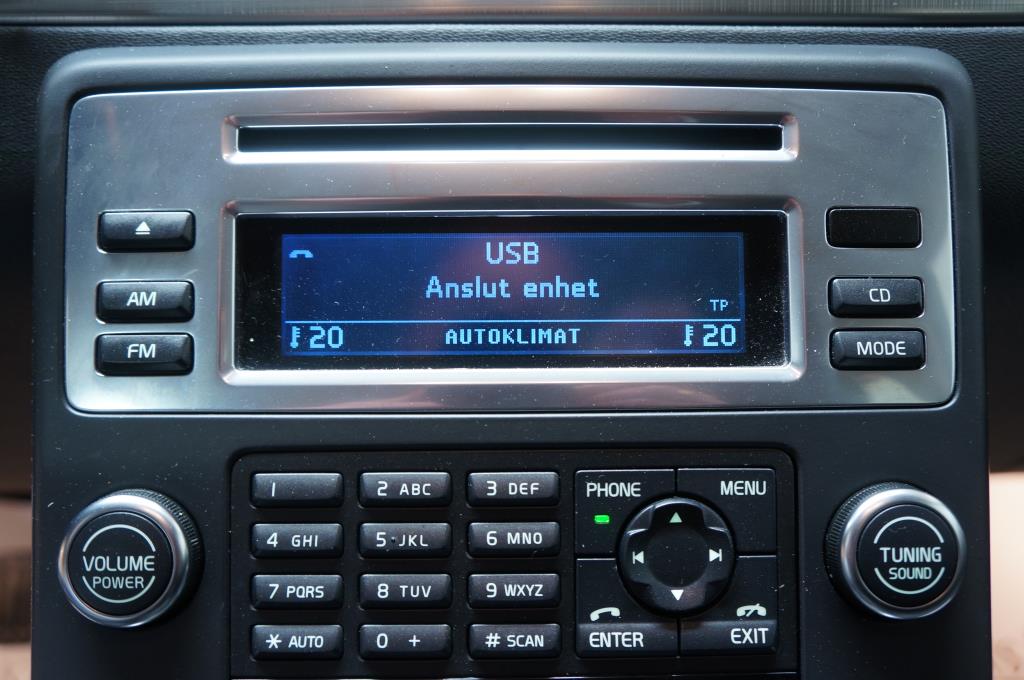 USB
Anslut enhet
TP
20 AUTOKLIMAT 20
AM
FM
CD
MODE
VOLUME
POWER
1
2 ABC
3 DEF
4 GHI
5 JKL
6 MNO
7 PQRS
8 TUV
9 WXYZ
* AUTO
0 +
# SCAN
PHONE
MENU
ENTER
EXIT
TUNING
SOUND